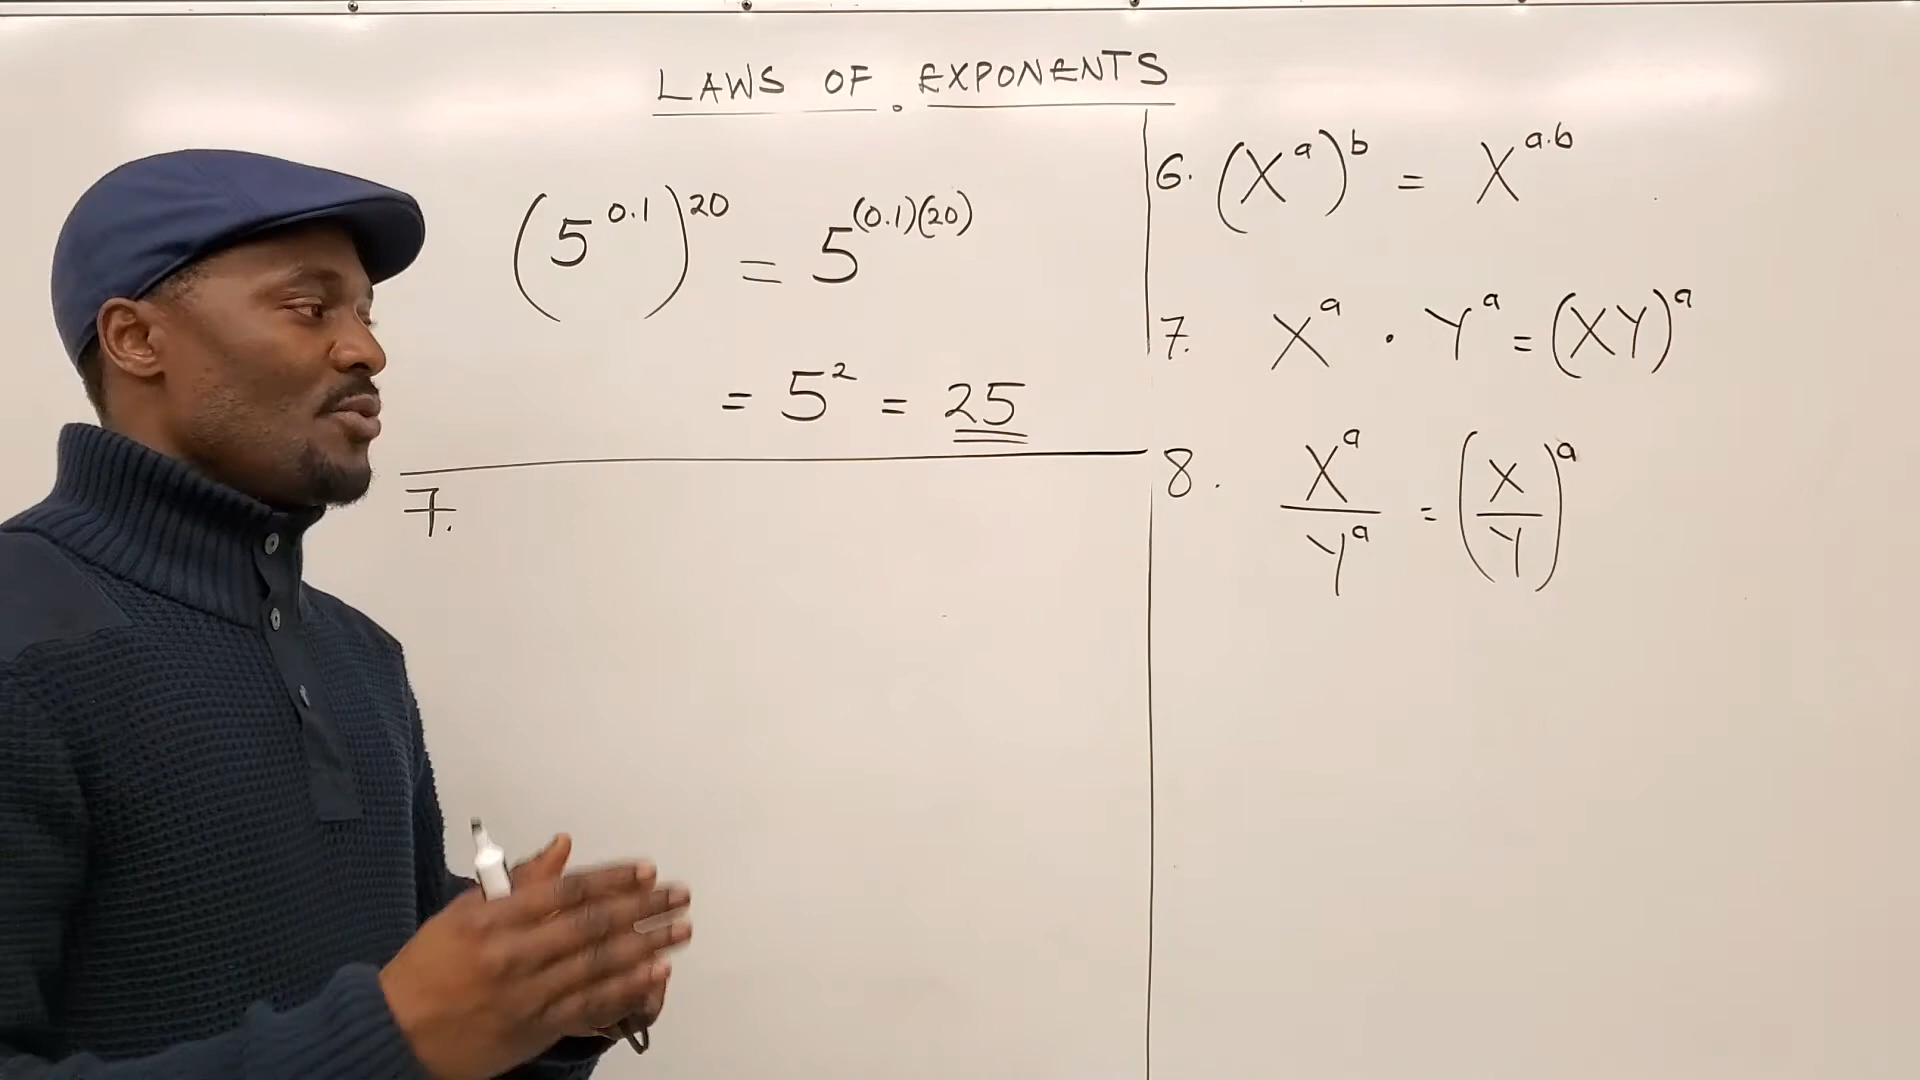 LAWS OF EXPONENTS
(5^0.1)^20 = 5^(0.1)(20)
= 5^2 = 25
7.
6. (X^a)^b = X^a.b
7. X^a · Y^a = (XY)^a
8. X^a/Y^a = (X/Y)^a